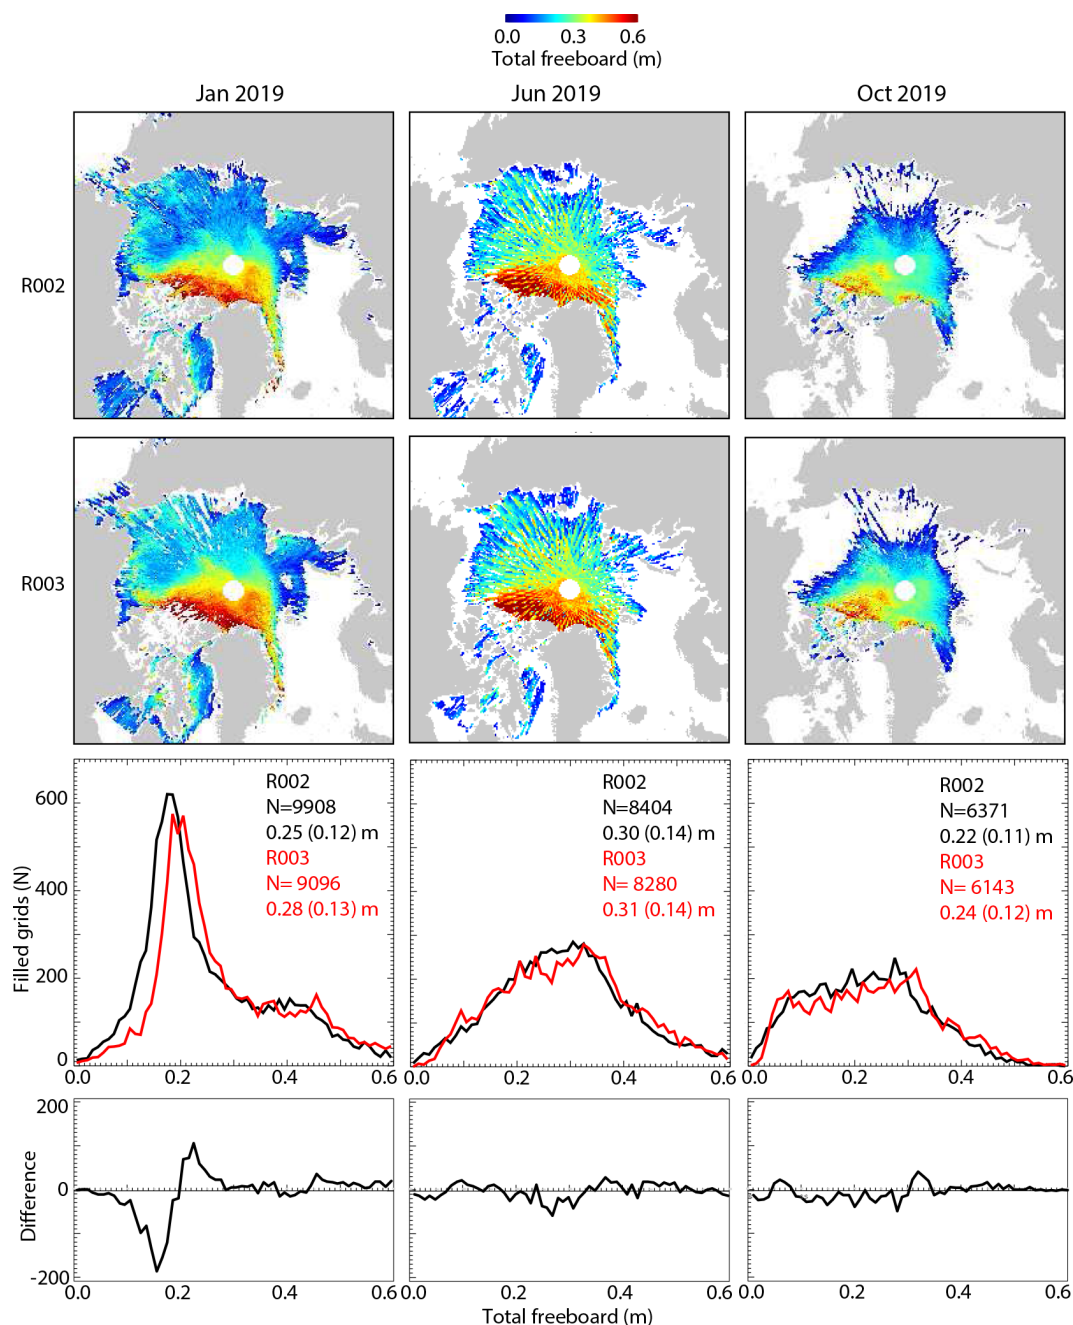 0.0 0.3 0.6
Total freeboard (m)
Jan 2019 Jun 2019 Oct 2019
R002
R003
R002
N=9908
0.25 (0.12) m
R003
N= 9096
0.28 (0.13) m
R002
N=8404
0.30 (0.14) m
R003
N= 8280
0.31 (0.14) m
R002
N=6371
0.22 (0.11) m
R003
N= 6143
0.24 (0.12) m
Filled grids (N)
600
400
200
0
0.0 0.2 0.4 0.6
0.0 0.2 0.4 0.6
0.0 0.2 0.4 0.6
Difference
200
0
-200
0.0 0.2 0.4 0.6
0.0 0.2 0.4 0.6
0.0 0.2 0.4 0.6
Total freeboard (m)